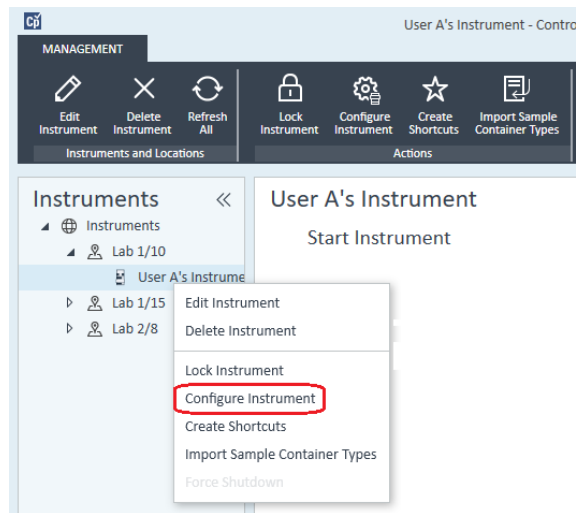 Cp
User A's Instrument - Contro
MANAGEMENT
Edit Instrument
Delete Instrument
Refresh All
Lock Instrument
Configure Instrument
Create Shortcuts
Import Sample Container Types
Instruments and Locations
Actions
Instruments
Instruments
Lab 1/10
User A's Instrume
Lab 1/15
Lab 2/8
User A's Instrument
Start Instrument
Edit Instrument
Delete Instrument
Lock Instrument
Configure Instrument
Create Shortcuts
Import Sample Container Types
Force Shutdown